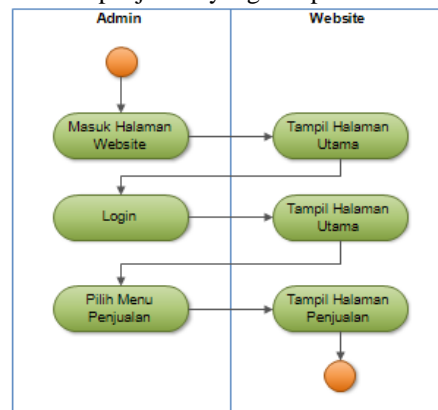 Admin
Website
Masuk Halaman
Website
Tampil Halaman
Utama
Login
Tampil Halaman
Utama
Pilih Menu
Penjualan
Tampil Halaman
Penjualan